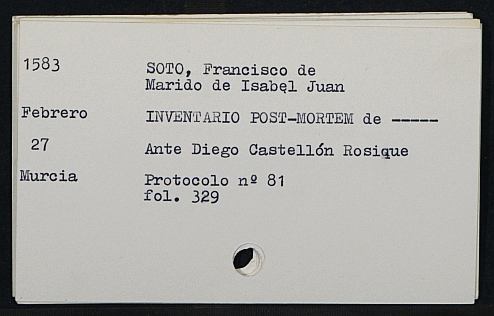 1583 SOTO, Francisco de
Marido de Isabel Juan
Febrero INVENTARIO POST-MORTEM de -----
27 Ante Diego Castellón Rosique
Murcia Protocolo nº 81
fol. 329